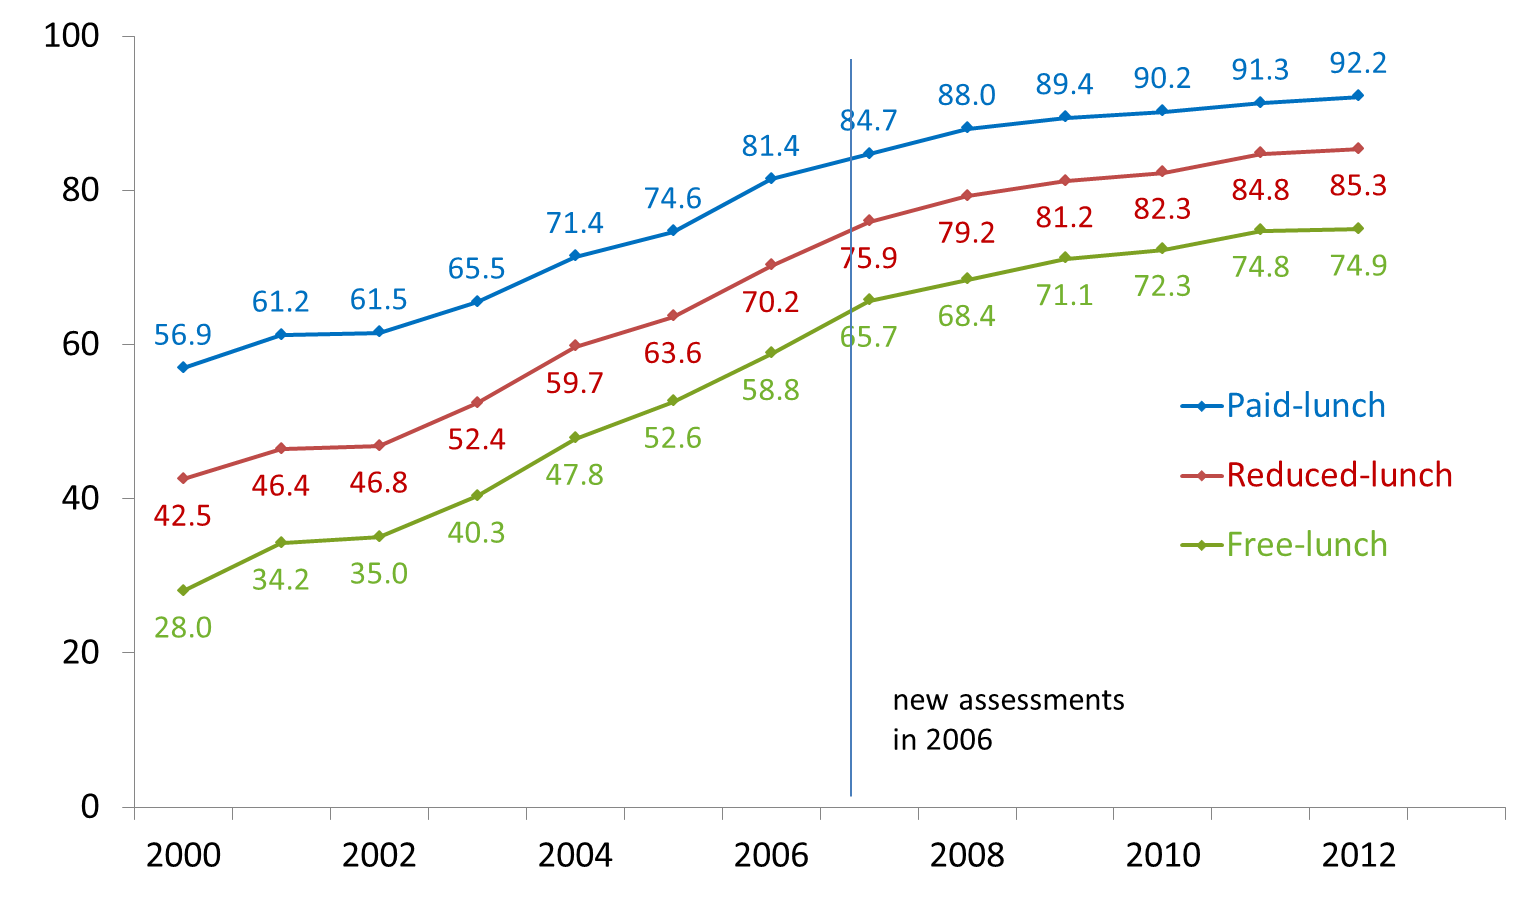 100
80
60
40
20
0
56.9 61.2 61.5 65.5 71.4 74.6 81.4 84.7 88.0 89.4 90.2 91.3 92.2
42.5 46.4 46.8 52.4 59.7 63.6 70.2 75.9 79.2 81.2 82.3 84.8 85.3
28.0 34.2 35.0 40.3 47.8 52.6 58.8 65.7 68.4 71.1 72.3 74.8 74.9
Paid-lunch
Reduced-lunch
Free-lunch
new assessments
in 2006
2000 2002 2004 2006 2008 2010 2012